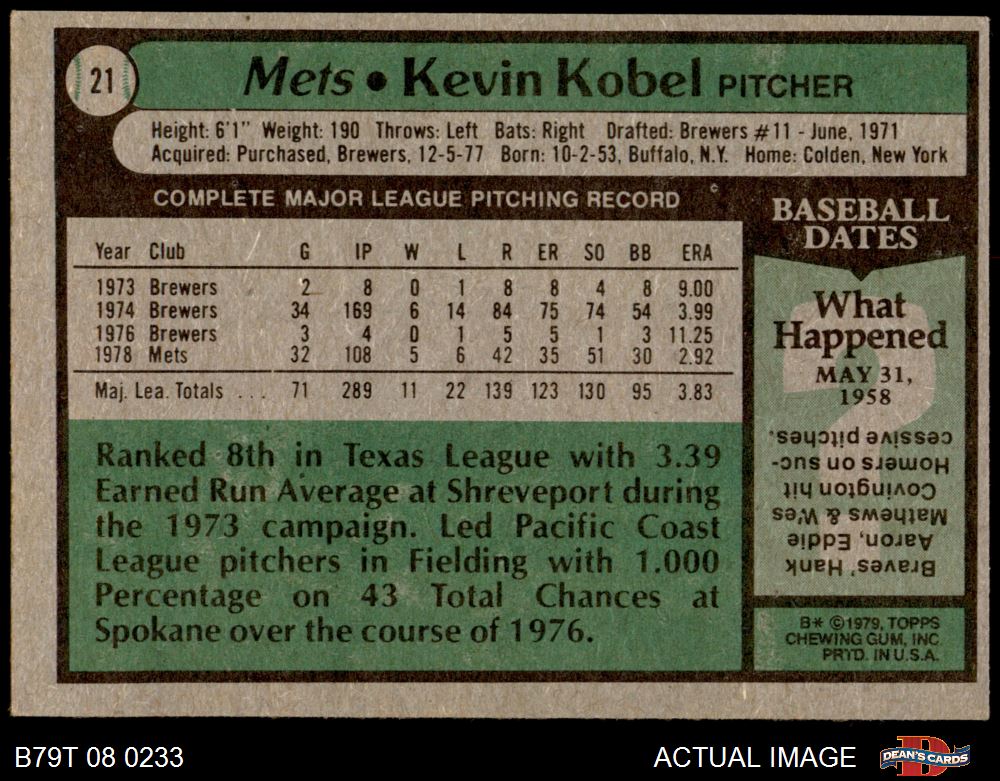 21
Mets • Kevin Kobel PITCHER
Height: 6'1" Weight: 190 Throws: Left Bats: Right Drafted: Brewers #11 - June, 1971
Acquired: Purchased, Brewers, 12-5-77 Born: 10-2-53, Buffalo, N.Y. Home: Colden, New York
COMPLETE MAJOR LEAGUE PITCHING RECORD
Year Club G IP W L R ER SO BB ERA
1973 Brewers 2 8 0 1 8 8 4 8 9.00
1974 Brewers 34 169 6 14 84 75 74 54 3.99
1976 Brewers 3 4 0 1 5 5 1 3 11.25
1978 Mets 32 108 5 6 42 35 51 30 2.92
Maj. Lea. Totals . . . 71 289 11 22 139 123 130 95 3.83
Ranked 8th in Texas League with 3.39
Earned Run Average at Shreveport during
the 1973 campaign. Led Pacific Coast
League pitchers in Fielding with 1.000
Percentage on 43 Total Chances at
Spokane over the course of 1976.
BASEBALL
DATES
What
Happened
MAY 31,
1958
Braves' Hank
Aaron, Eddie
Mathews & Wes
Covington hit
Homers on suc-
cessive pitches.
B* ©1979, TOPPS
CHEWING GUM, INC.
PRTD. IN U.S.A.
B79T 08 0233
ACTUAL IMAGE
DEAN'S CARDS